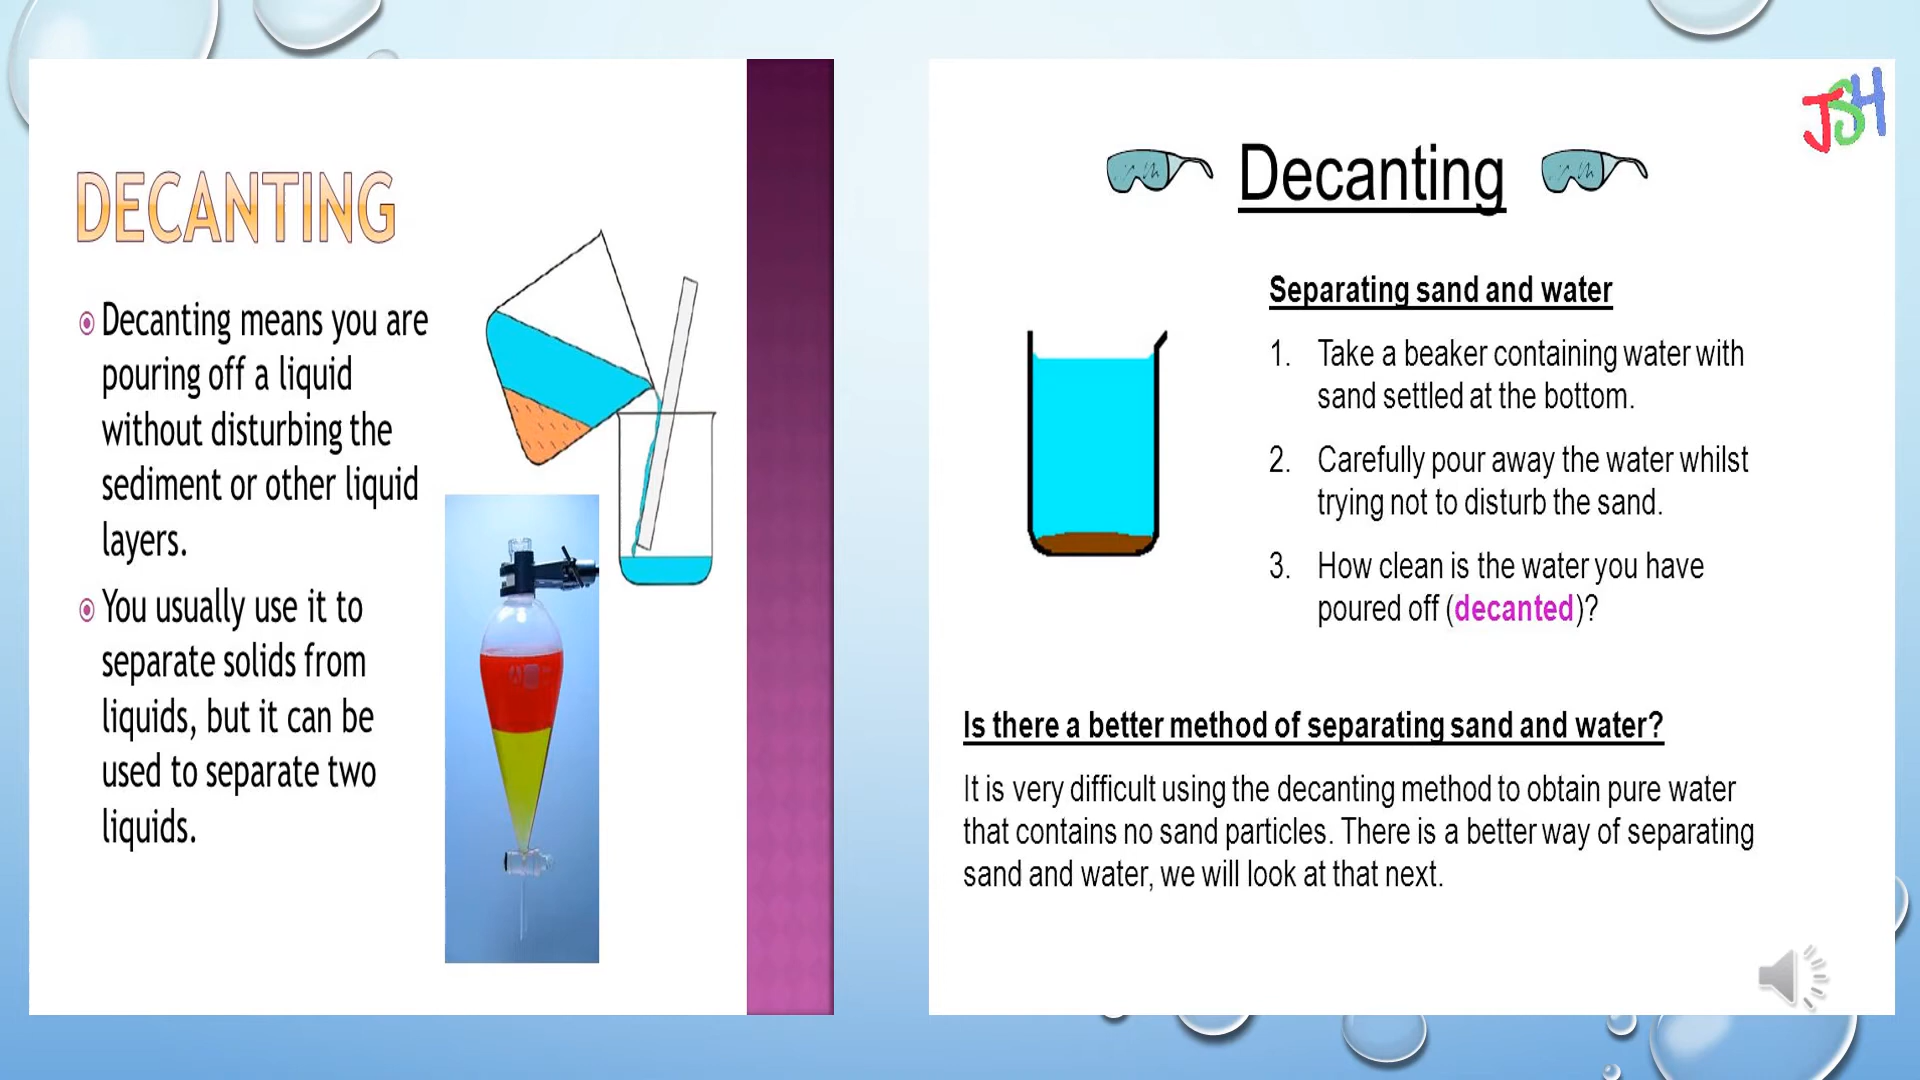 DECANTING
Decanting means you are
pouring off a liquid
without disturbing the
sediment or other liquid
layers.
You usually use it to
separate solids from
liquids, but it can be
used to separate two
liquids.
JSH
Decanting
Separating sand and water
1. Take a beaker containing water with
sand settled at the bottom.
2. Carefully pour away the water whilst
trying not to disturb the sand.
3. How clean is the water you have
poured off (decanted)?
Is there a better method of separating sand and water?
It is very difficult using the decanting method to obtain pure water
that contains no sand particles. There is a better way of separating
sand and water, we will look at that next.